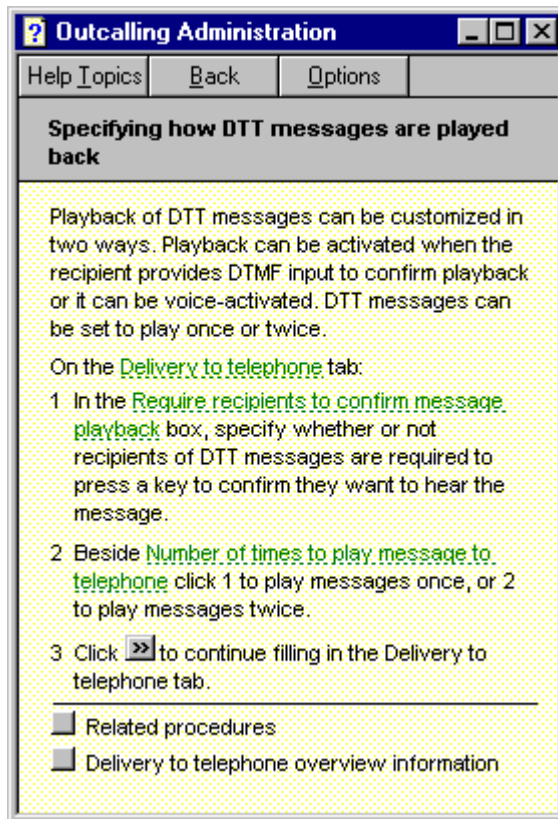 Outcalling Administration
Help Topics Back Options
Specifying how DTT messages are played
back
Playback of DTT messages can be customized in
two ways. Playback can be activated when the
recipient provides DTMF input to confirm playback
or it can be voice-activated. DTT messages can
be set to play once or twice.
On the Delivery to telephone tab:
1 In the Require recipients to confirm message
playback box, specify whether or not
recipients of DTT messages are required to
press a key to confirm they want to hear the
message.
2 Beside Number of times to play message to
telephone click 1 to play messages once, or 2
to play messages twice.
3 Click >> to continue filling in the Delivery to
telephone tab.
Related procedures
Delivery to telephone overview information